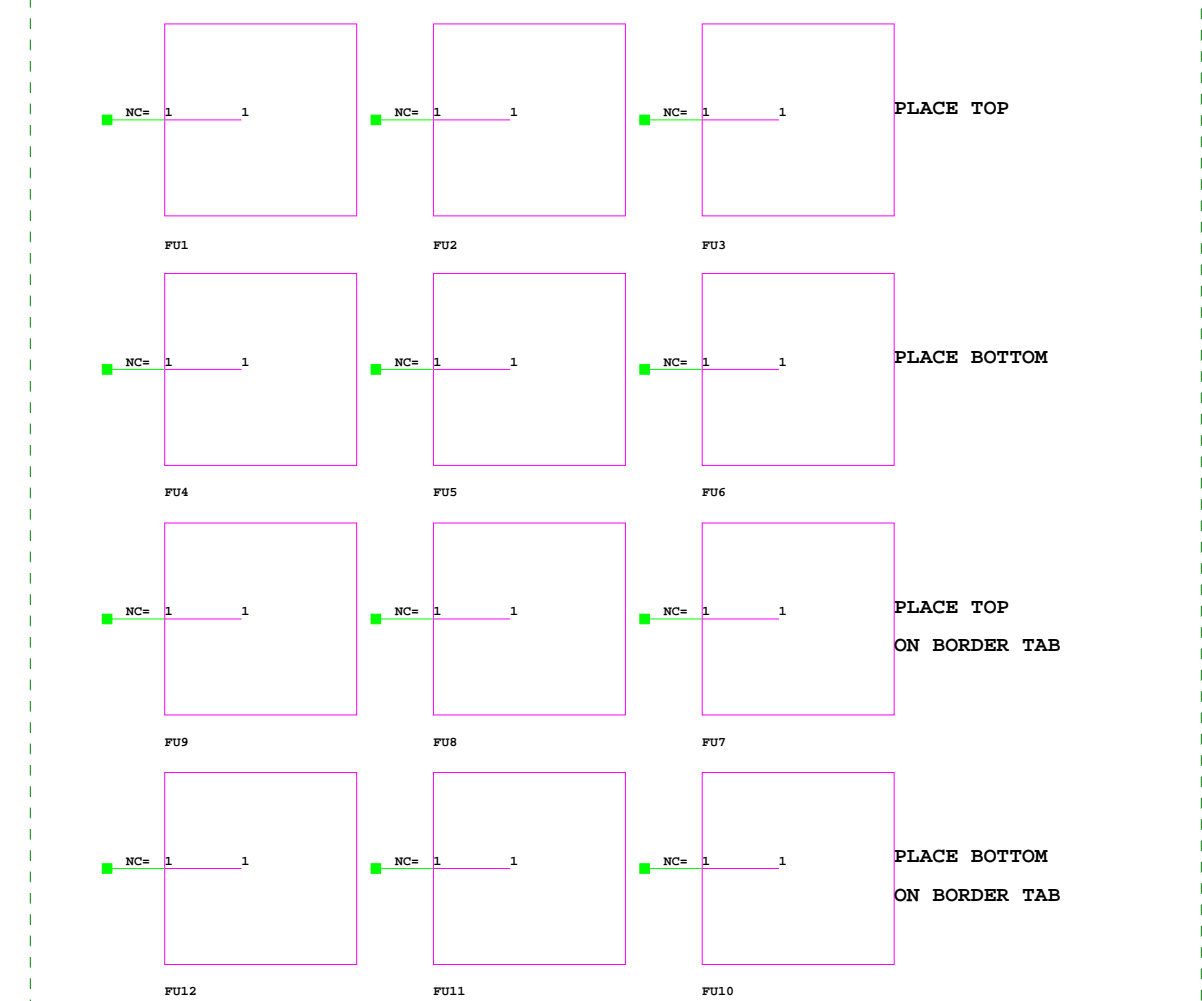 NC= 1 1 NC= 1 1 NC= 1 1 PLACE TOP
FU1 FU2 FU3
NC= 1 1 NC= 1 1 NC= 1 1 PLACE BOTTOM
FU4 FU5 FU6
NC= 1 1 NC= 1 1 NC= 1 1 PLACE TOP
ON BORDER TAB
FU9 FU8 FU7
NC= 1 1 NC= 1 1 NC= 1 1 PLACE BOTTOM
ON BORDER TAB
FU12 FU11 FU10